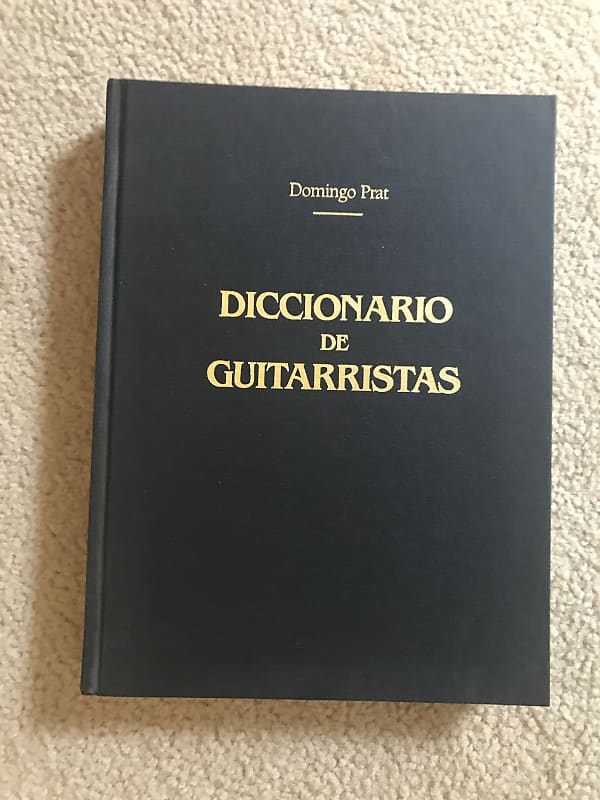 Domingo Prat
DICCIONARIO
DE
GUITARRISTAS